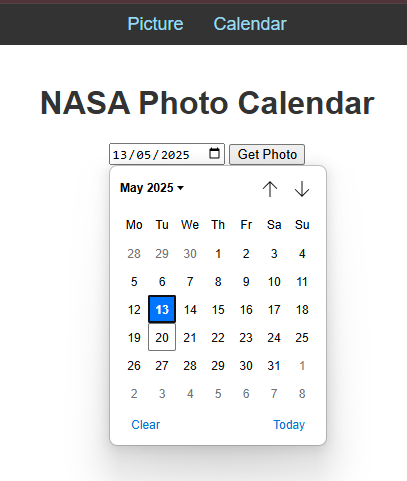 Picture Calendar
NASA Photo Calendar
13/05/2025 Get Photo
May 2025
Mo Tu We Th Fr Sa Su
28 29 30 1 2 3 4
5 6 7 8 9 10 11
12 13 14 15 16 17 18
19 20 21 22 23 24 25
26 27 28 29 30 31 1
2 3 4 5 6 7 8
Clear Today